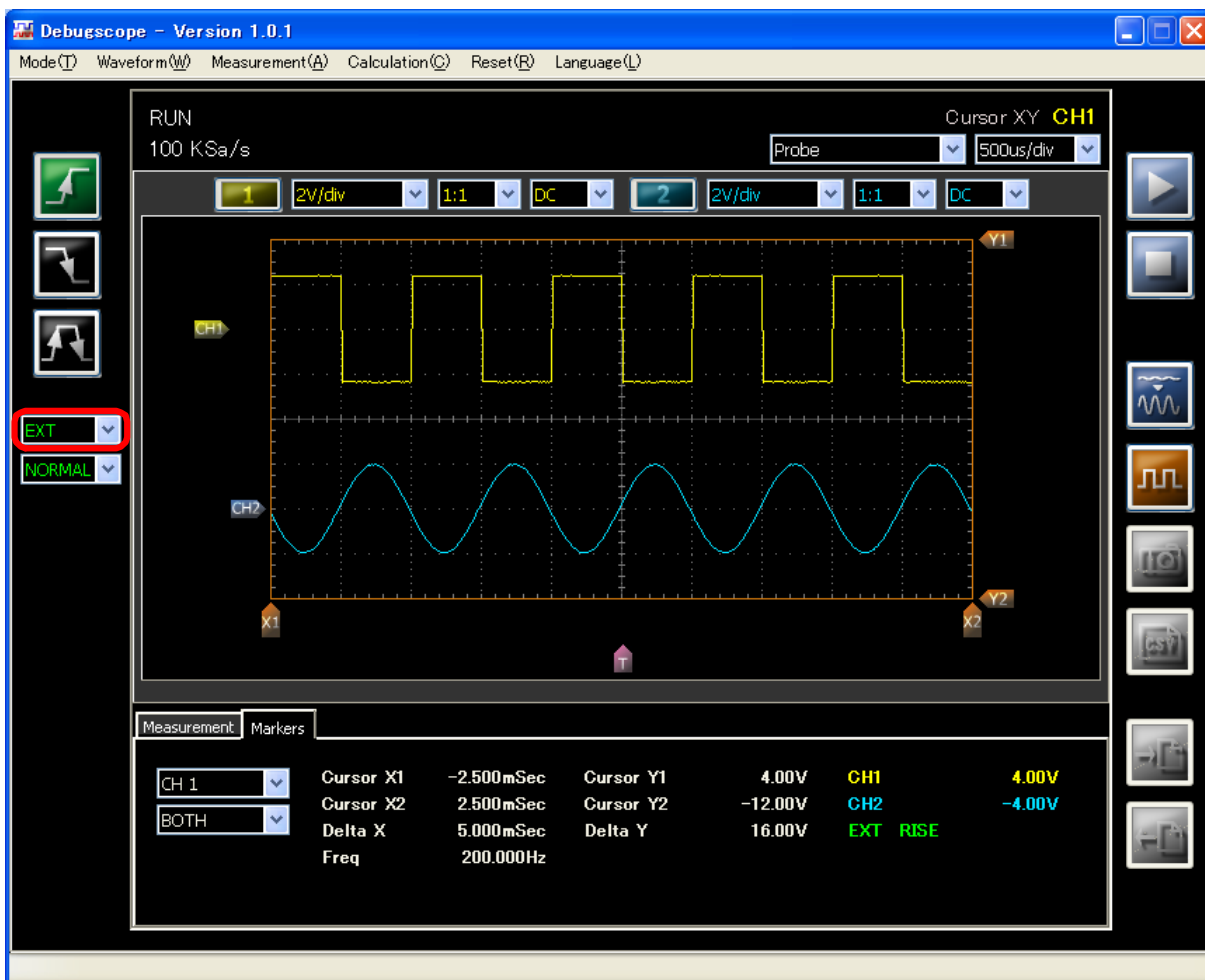 Debugscope - Version 1.0.1
Mode(T) Waveform(W) Measurement(A) Calculation(C) Reset(R) Language(L)
RUN
Cursor XY CH1
100 KSa/s
Probe
500us/div
1 2V/div 1:1 DC 2 2V/div 1:1 DC
Y1
CH1
EXT
NORMAL
CH2
Y2
X1
X2
T
CSV
Measurement Markers
CH 1
BOTH
Cursor X1 -2.500mSec Cursor Y1 4.00V CH1 4.00V
Cursor X2 2.500mSec Cursor Y2 -12.00V CH2 -4.00V
Delta X 5.000mSec Delta Y 16.00V EXT RISE
Freq 200.000Hz